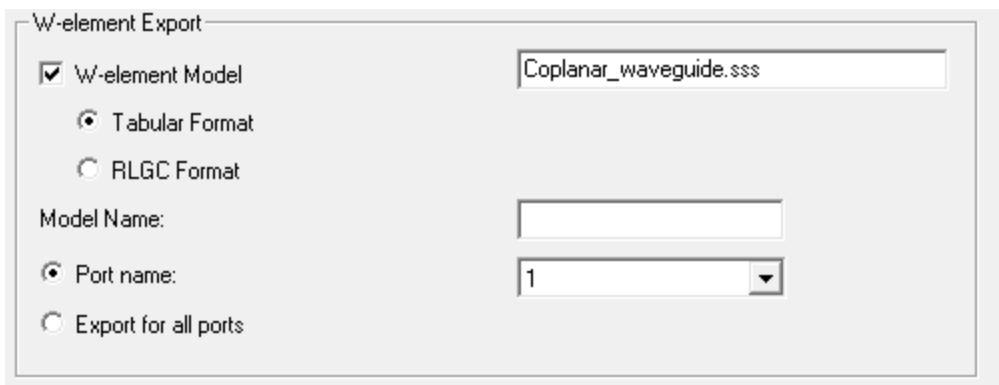 W-element Export
W-element Model Coplanar_waveguide.sss
Tabular Format
RLGC Format
Model Name:
Port name: 1
Export for all ports